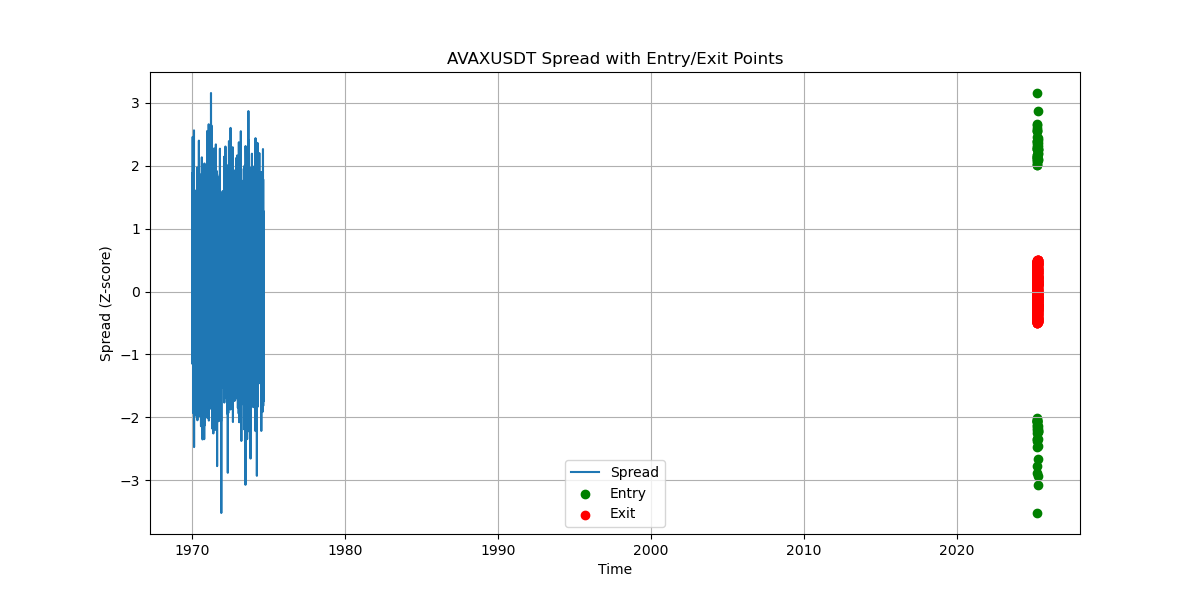 AVAXUSDT Spread with Entry/Exit Points
Spread (Z-score)
3
2
1
0
−1
−2
−3
Spread
Entry
Exit
1970 1980 1990 2000 2010 2020
Time